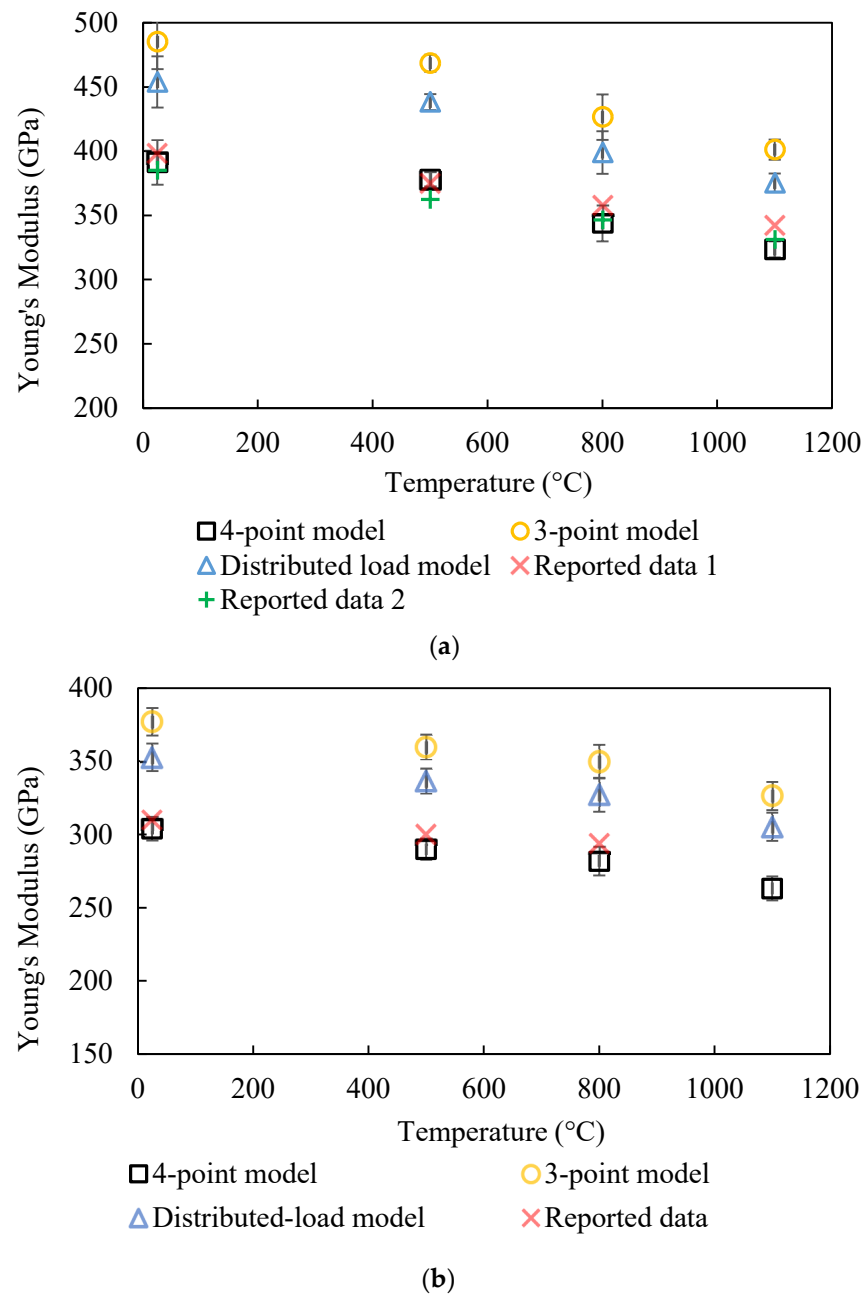 500
450
400
350
300
250
200
Young's Modulus (GPa)
0 200 400 600 800 1000 1200
Temperature (°C)
4-point model 3-point model
Distributed load model Reported data 1
Reported data 2
(a)
400
350
300
250
200
150
Young's Modulus (GPa)
0 200 400 600 800 1000 1200
Temperature (°C)
4-point model 3-point model
Distributed-load model Reported data
(b)